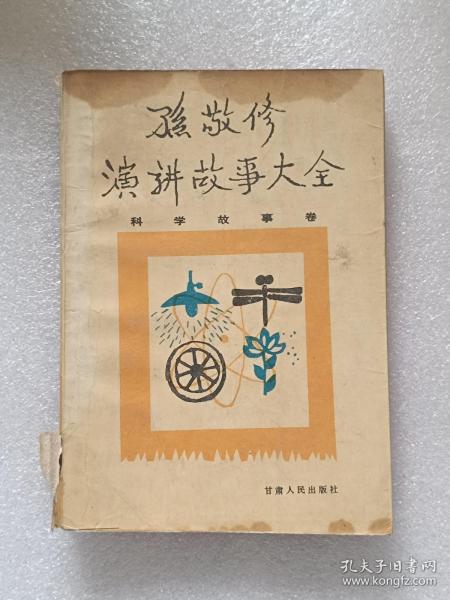 孫敬修
演讲故事大全
科学故事卷
甘肃人民出版社
孔夫子旧书网
www.kongfz.com